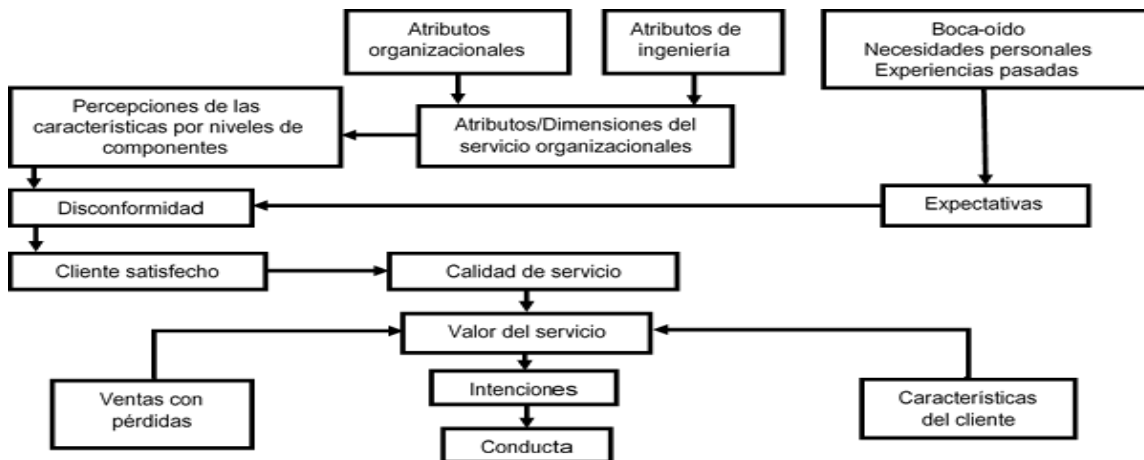 Atributos
organizacionales
Atributos de
ingeniería
Boca-oído
Necesidades personales
Experiencias pasadas
Percepciones de las
características por niveles de
componentes
Atributos/Dimensiones del
servicio organizacionales
Disconformidad
Expectativas
Cliente satisfecho
Calidad de servicio
Valor del servicio
Intenciones
Ventas con
pérdidas
Características
del cliente
Conducta